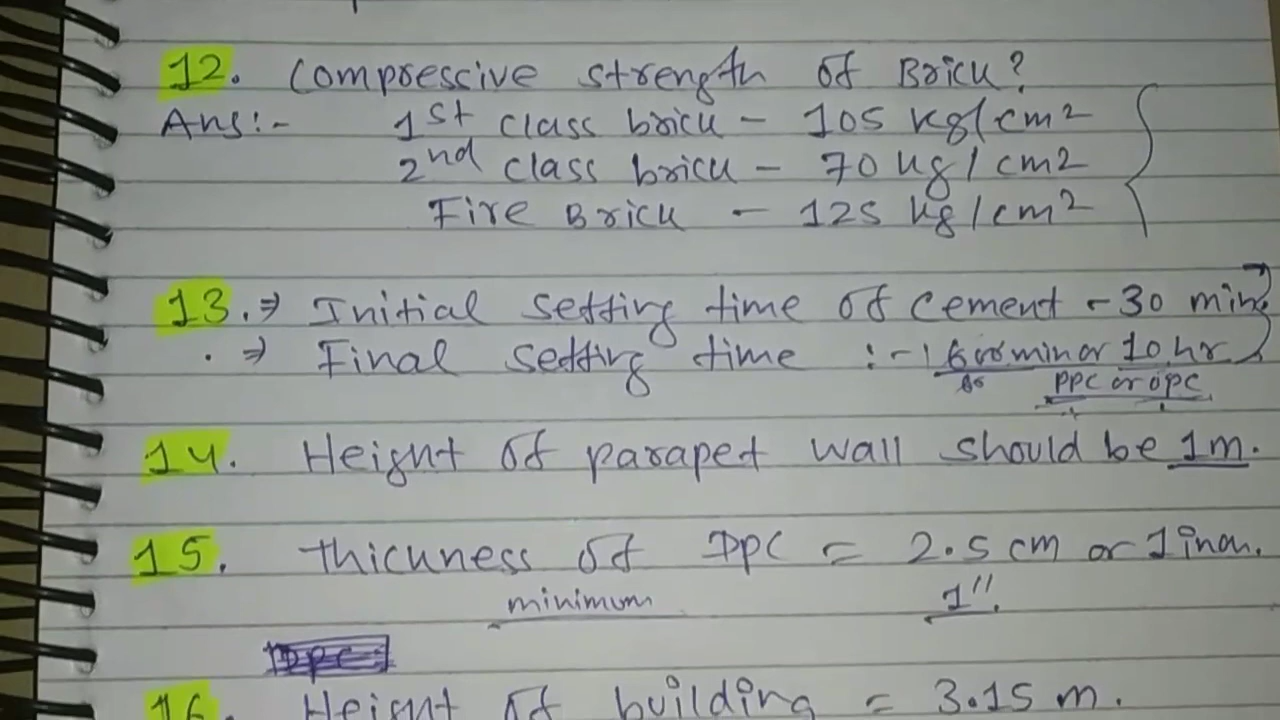 12. Compressive strength of Brick?
Ans:- 1st class brick - 105 kg/cm2
2nd class brick - 70 kg/cm2
Fire Brick - 125 kg/cm2
13. ⇒ Initial setting time of cement - 30 min.
⇒ Final setting time :- 600 min or 10 hr
PPC or OPC
14. Height of parapet wall should be 1m.
15. thickness of DPC = 2.5 cm or 1 inch.
minimum 1".
DPC
16. Height of building = 3.15 m.